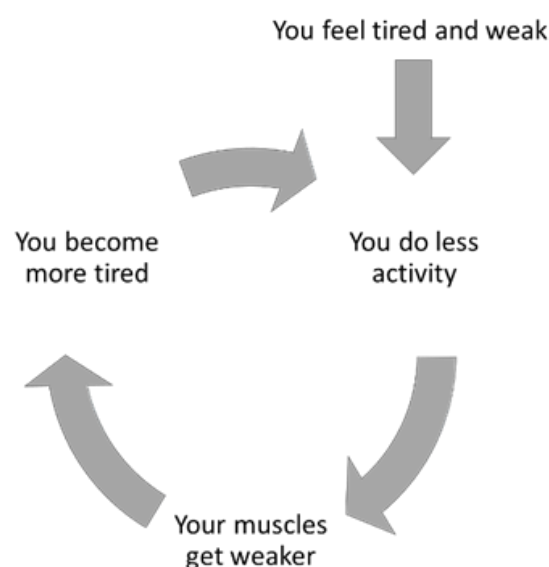 You feel tired and weak
You do less
activity
Your muscles
get weaker
You become
more tired